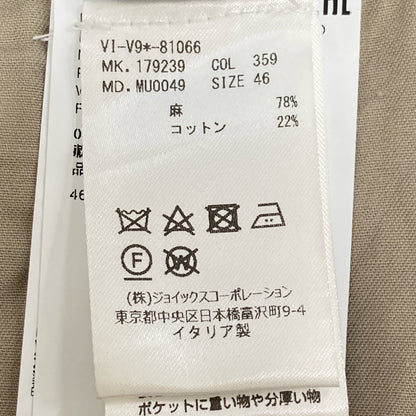 VI-V9*-81066
MK. 179239 COL 359
MD. MU0049 SIZE 46
麻 78%
コットン 22%
F W
(株)ジョイックスコーポレーション
東京都中央区日本橋富沢町9-4
イタリア製
46
ポケットに重い物や分厚い物